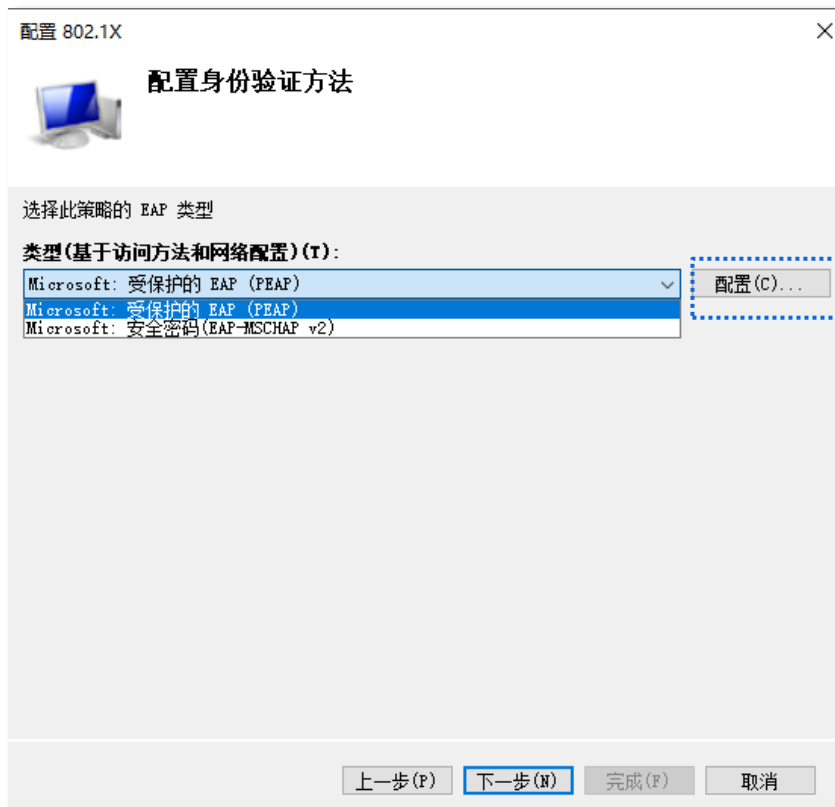 配置 802.1X
配置身份验证方法
选择此策略的 EAP 类型
类型(基于访问方法和网络配置)(T):
Microsoft: 受保护的 EAP (PEAP)
配置(C)...
Microsoft: 受保护的 EAP (PEAP)
Microsoft: 安全密码(EAP-MSCHAP v2)
上一步(P)
下一步(N)
完成(F)
取消